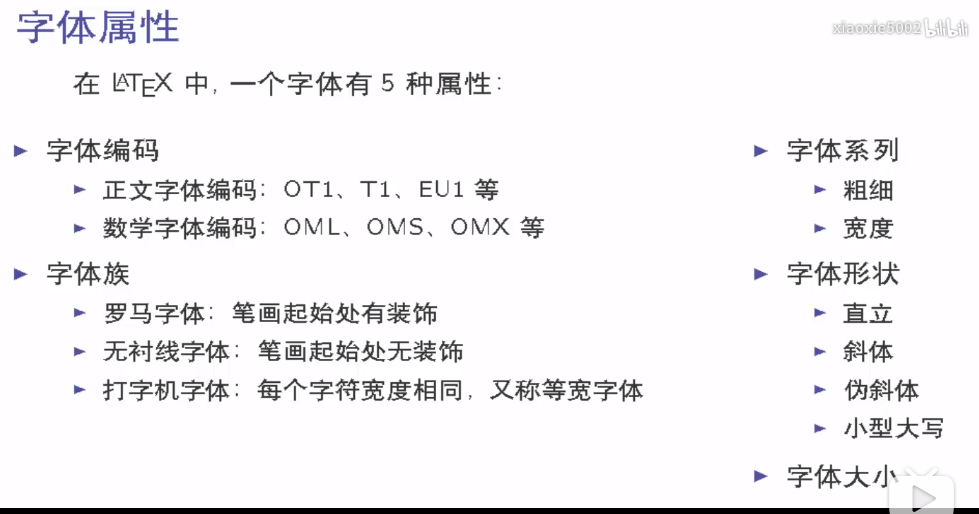 字体属性
xiaoxie5002 bilibili
在 LATEX 中, 一个字体有 5 种属性:
字体编码
正文字体编码: OT1、T1、EU1 等
数学字体编码: OML、OMS、OMX 等
字体族
罗马字体: 笔画起始处有装饰
无衬线字体: 笔画起始处无装饰
打字机字体: 每个字符宽度相同, 又称等宽字体
字体系列
粗细
宽度
字体形状
直立
斜体
伪斜体
小型大写
字体大小